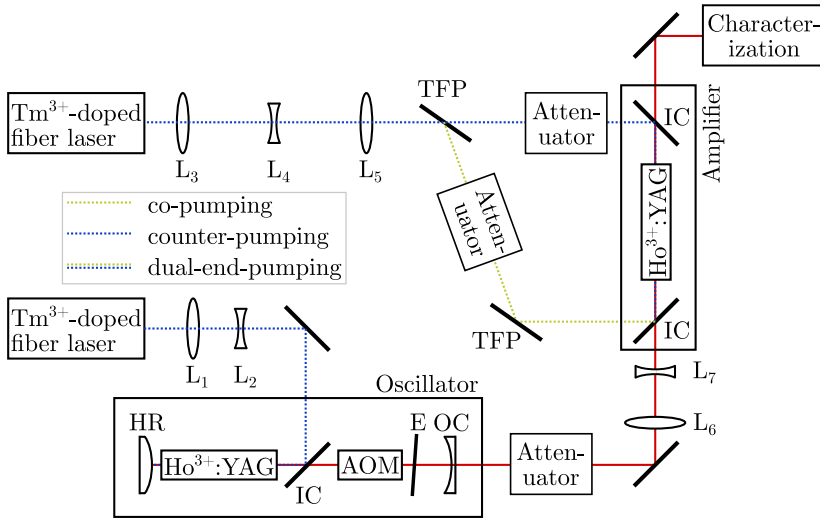 Character-
ization
TFP
Tm³⁺-doped
fiber laser
Atten-
uator
IC
Amplifier
L₃
L₄
L₅
Atten-
uator
Ho³⁺:YAG
co-pumping
counter-pumping
dual-end-pumping
Tm³⁺-doped
fiber laser
TFP
IC
L₁
L₂
L₇
Oscillator
HR
E
OC
L₆
Ho³⁺:YAG
IC
AOM
Atten-
uator